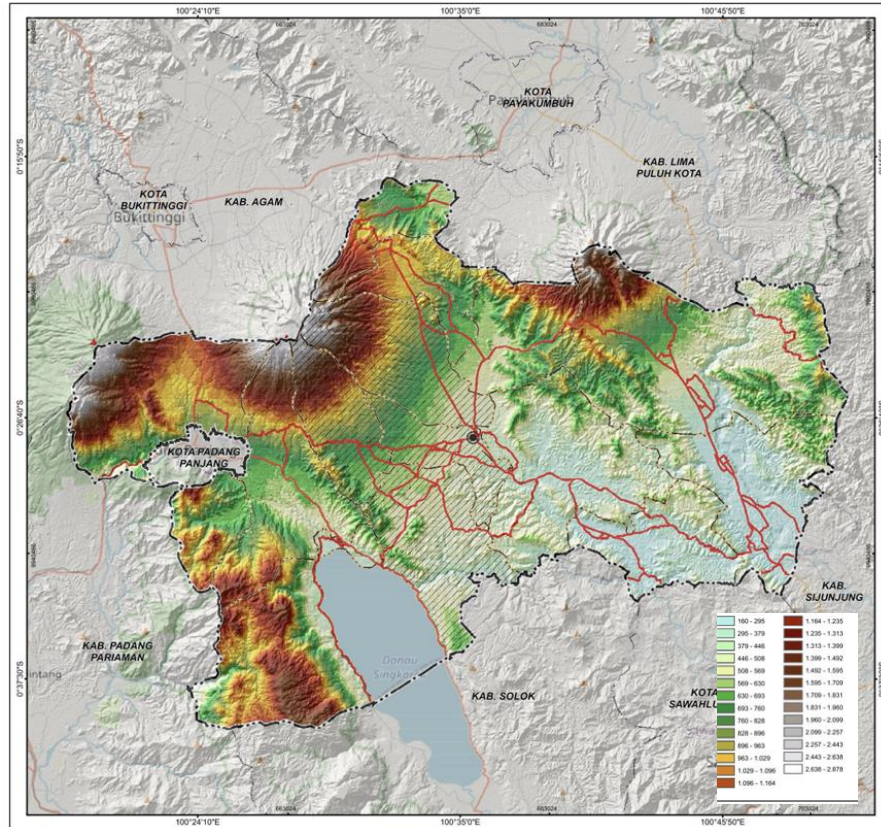 100°24'10"E
100°35'0"E
100°45'50"E
663024
683024
703024
0°15'50"S
KOTA
PAYAKUMBUH
Payakumbuh
KAB. LIMA
PULUH KOTA
KOTA
BUKITTINGGI
Bukittinggi
KAB. AGAM
0°26'40"S
KOTA PADANG
PANJANG
KAB.
SIJUNJUNG
KAB. PADANG
PARIAMAN
Danau
Singkar
KAB. SOLOK
0°37'30"S
160 - 295
295 - 379
379 - 446
446 - 508
508 - 569
569 - 630
630 - 693
693 - 760
760 - 828
828 - 896
896 - 963
963 - 1.029
1.029 - 1.096
1.096 - 1.164
1.164 - 1.235
1.235 - 1.313
1.313 - 1.399
1.399 - 1.492
1.492 - 1.595
1.595 - 1.709
1.709 - 1.831
1.831 - 1.960
1.960 - 2.099
2.099 - 2.257
2.257 - 2.443
2.443 - 2.638
2.638 - 2.878
KOTA
100°24'10"E
100°35'0"E
100°45'50"E